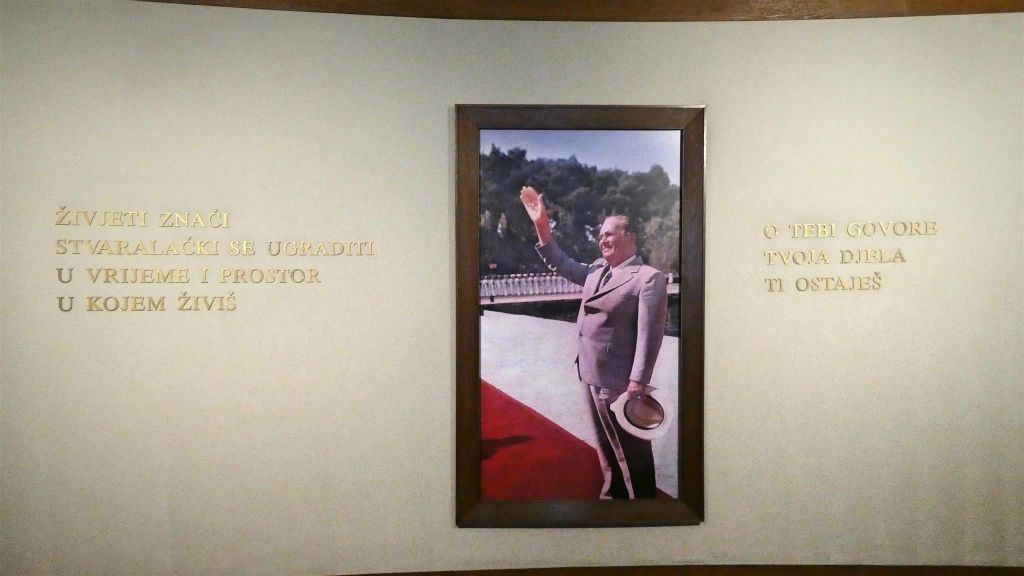 ŽIVJETI ZNAČI
STVARALAČKI SE UGRADITI
U VRIJEME I PROSTOR
U KOJEM ŽIVIŠ
O TEBI GOVORE
TVOJA DJELA
TI OSTAJEŠ